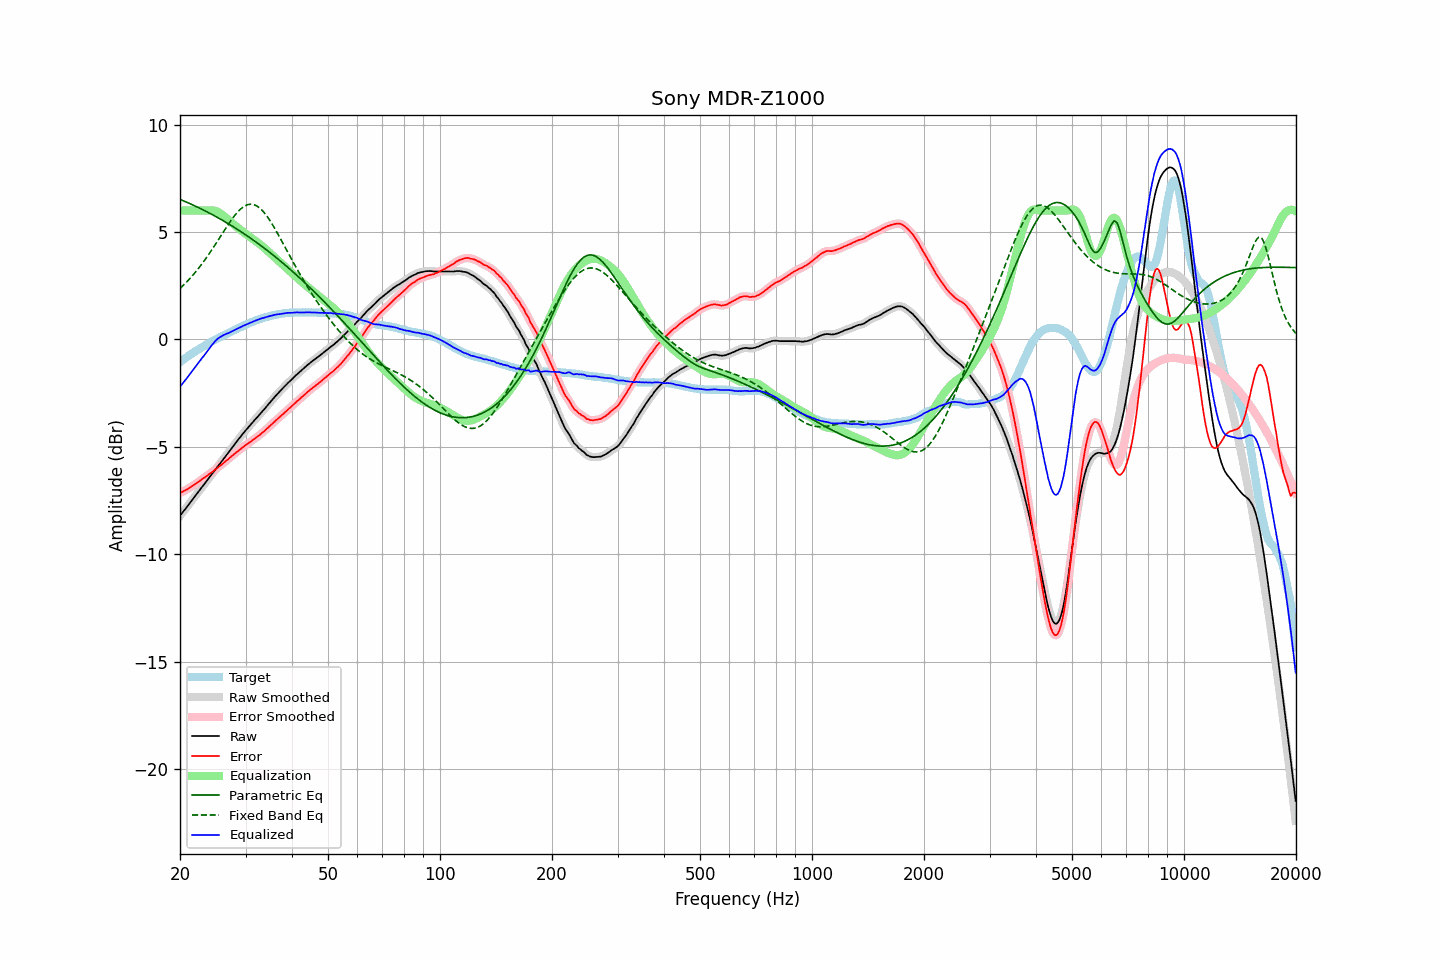 Sony MDR-Z1000
Amplitude (dBr)
10
5
0
−5
−10
−15
−20
Target
Raw Smoothed
Error Smoothed
Raw
Error
Equalization
Parametric Eq
Fixed Band Eq
Equalized
20 50 100 200 500 1000 2000 5000 10000 20000
Frequency (Hz)